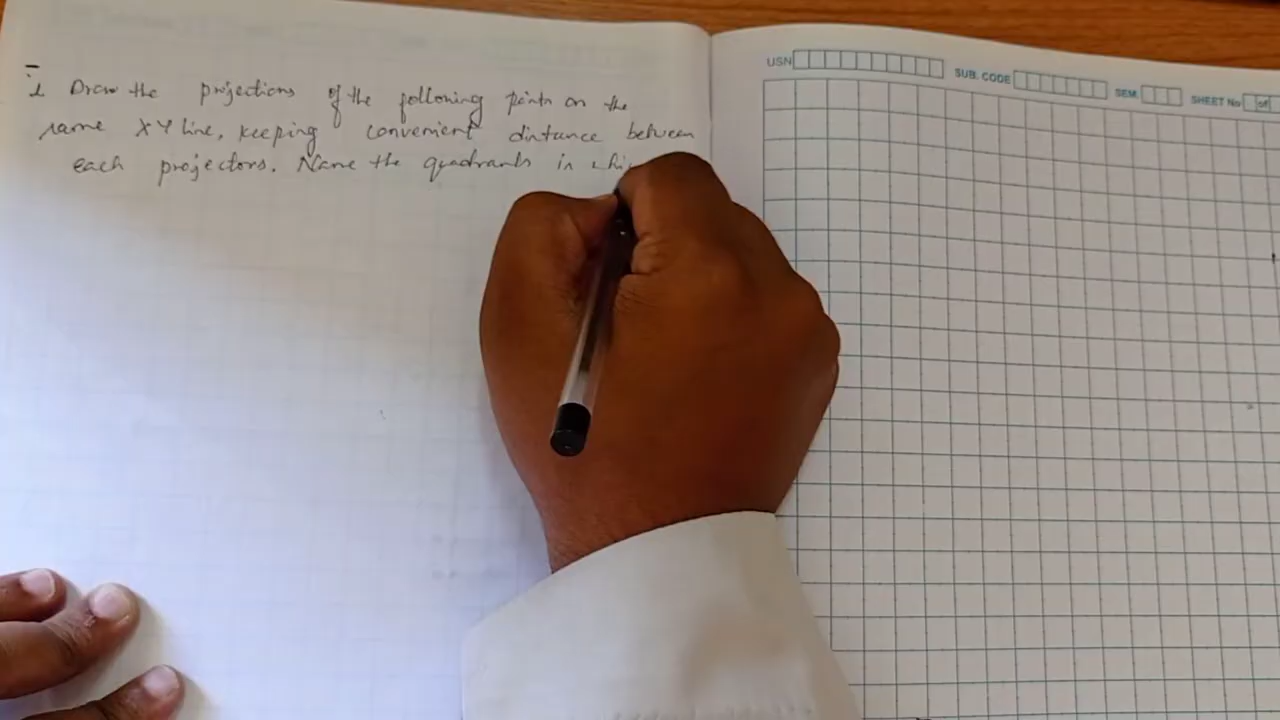 1 Draw the projections of the following points on the
same XY line, keeping convenient distance between
each projectors. Name the quadrants in
USN
SUB. CODE
SEM.
SHEET No of